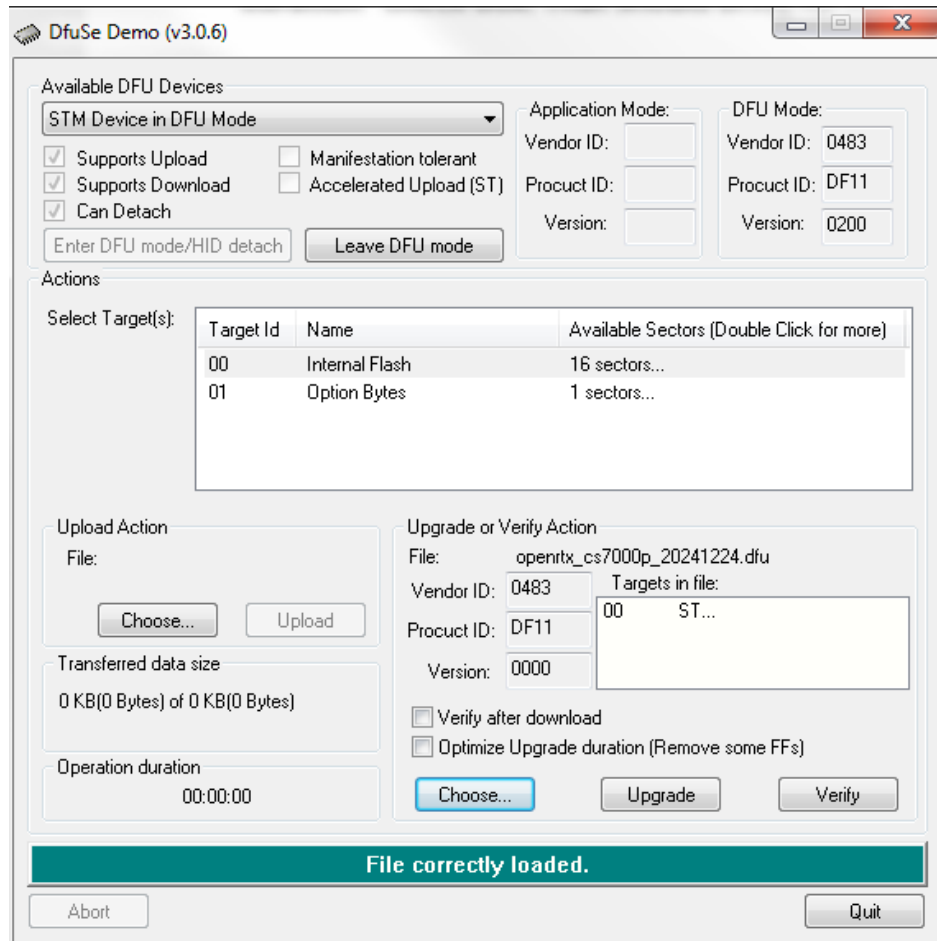 DfuSe Demo (v3.0.6)
Available DFU Devices
STM Device in DFU Mode
Supports Upload
Manifestation tolerant
Supports Download
Accelerated Upload (ST)
Can Detach
Enter DFU mode/HID detach
Leave DFU mode
Application Mode:
Vendor ID:
Procuct ID:
Version:
DFU Mode:
Vendor ID: 0483
Procuct ID: DF11
Version: 0200
Actions
Select Target(s):
Target Id Name Available Sectors (Double Click for more)
00 Internal Flash 16 sectors...
01 Option Bytes 1 sectors...
Upload Action
File:
Choose... Upload
Transferred data size
0 KB(0 Bytes) of 0 KB(0 Bytes)
Operation duration
00:00:00
Upgrade or Verify Action
File: openrtx_cs7000p_20241224.dfu
Vendor ID: 0483
Procuct ID: DF11
Version: 0000
Targets in file:
00 ST...
Verify after download
Optimize Upgrade duration (Remove some FFs)
Choose... Upgrade Verify
File correctly loaded.
Abort Quit